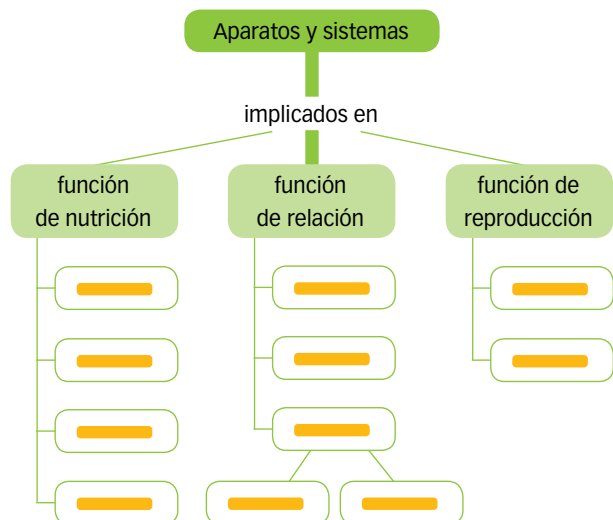 Aparatos y sistemas
implicados en
función
de nutrición
función
de relación
función de
reproducción